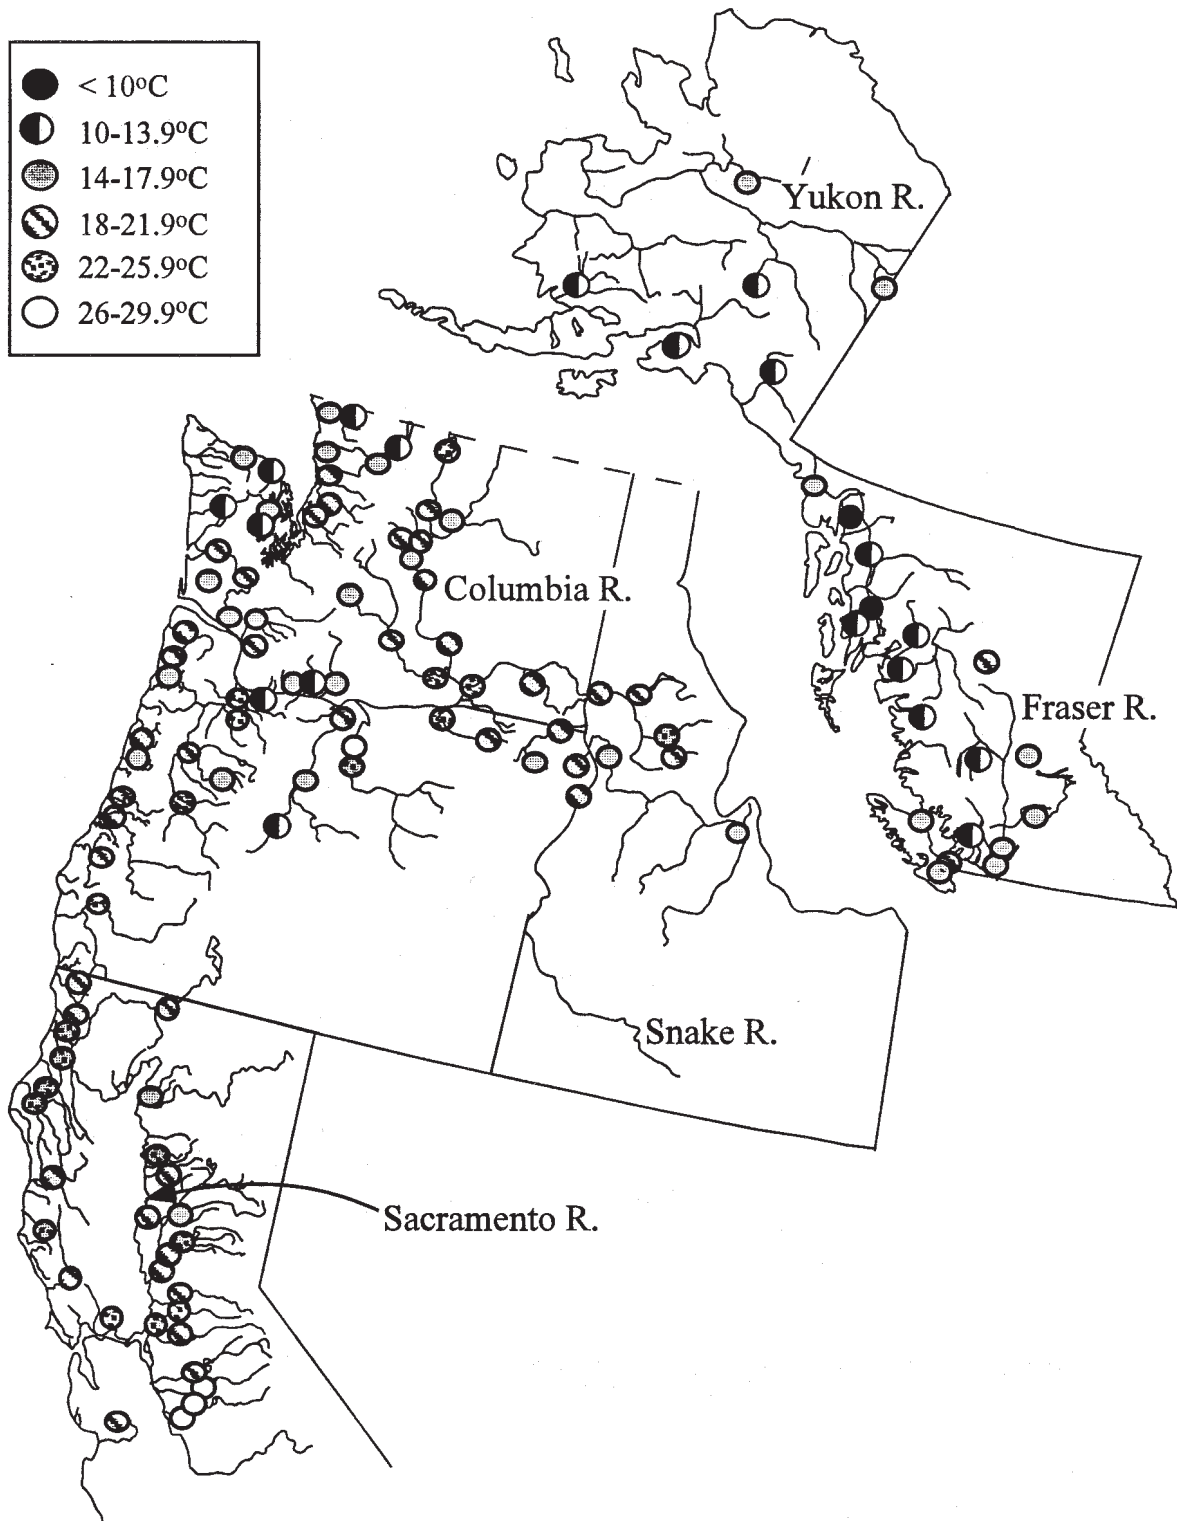 < 10°C
10-13.9°C
14-17.9°C
18-21.9°C
22-25.9°C
26-29.9°C
Yukon R.
Columbia R.
Fraser R.
Snake R.
Sacramento R.